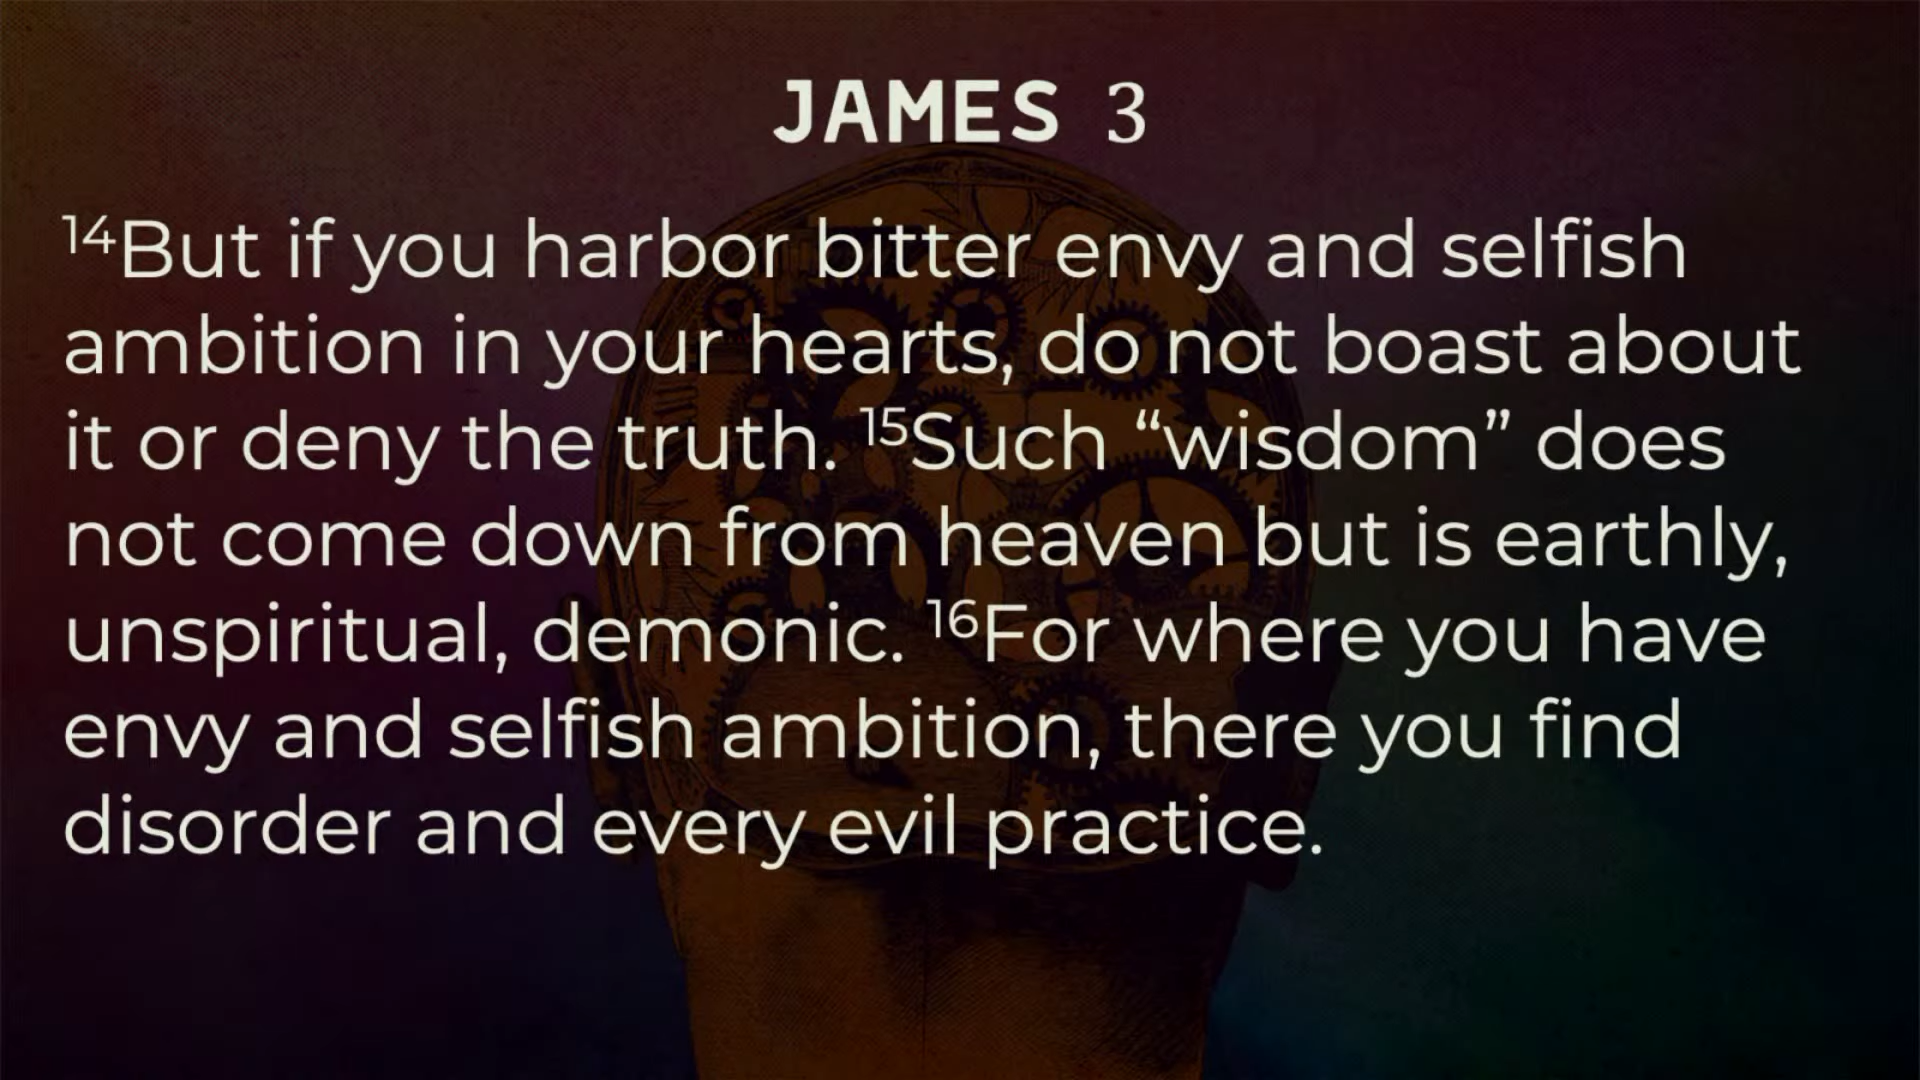 JAMES 3
¹⁴But if you harbor bitter envy and selfish
ambition in your hearts, do not boast about
it or deny the truth. ¹⁵Such “wisdom” does
not come down from heaven but is earthly,
unspiritual, demonic. ¹⁶For where you have
envy and selfish ambition, there you find
disorder and every evil practice.